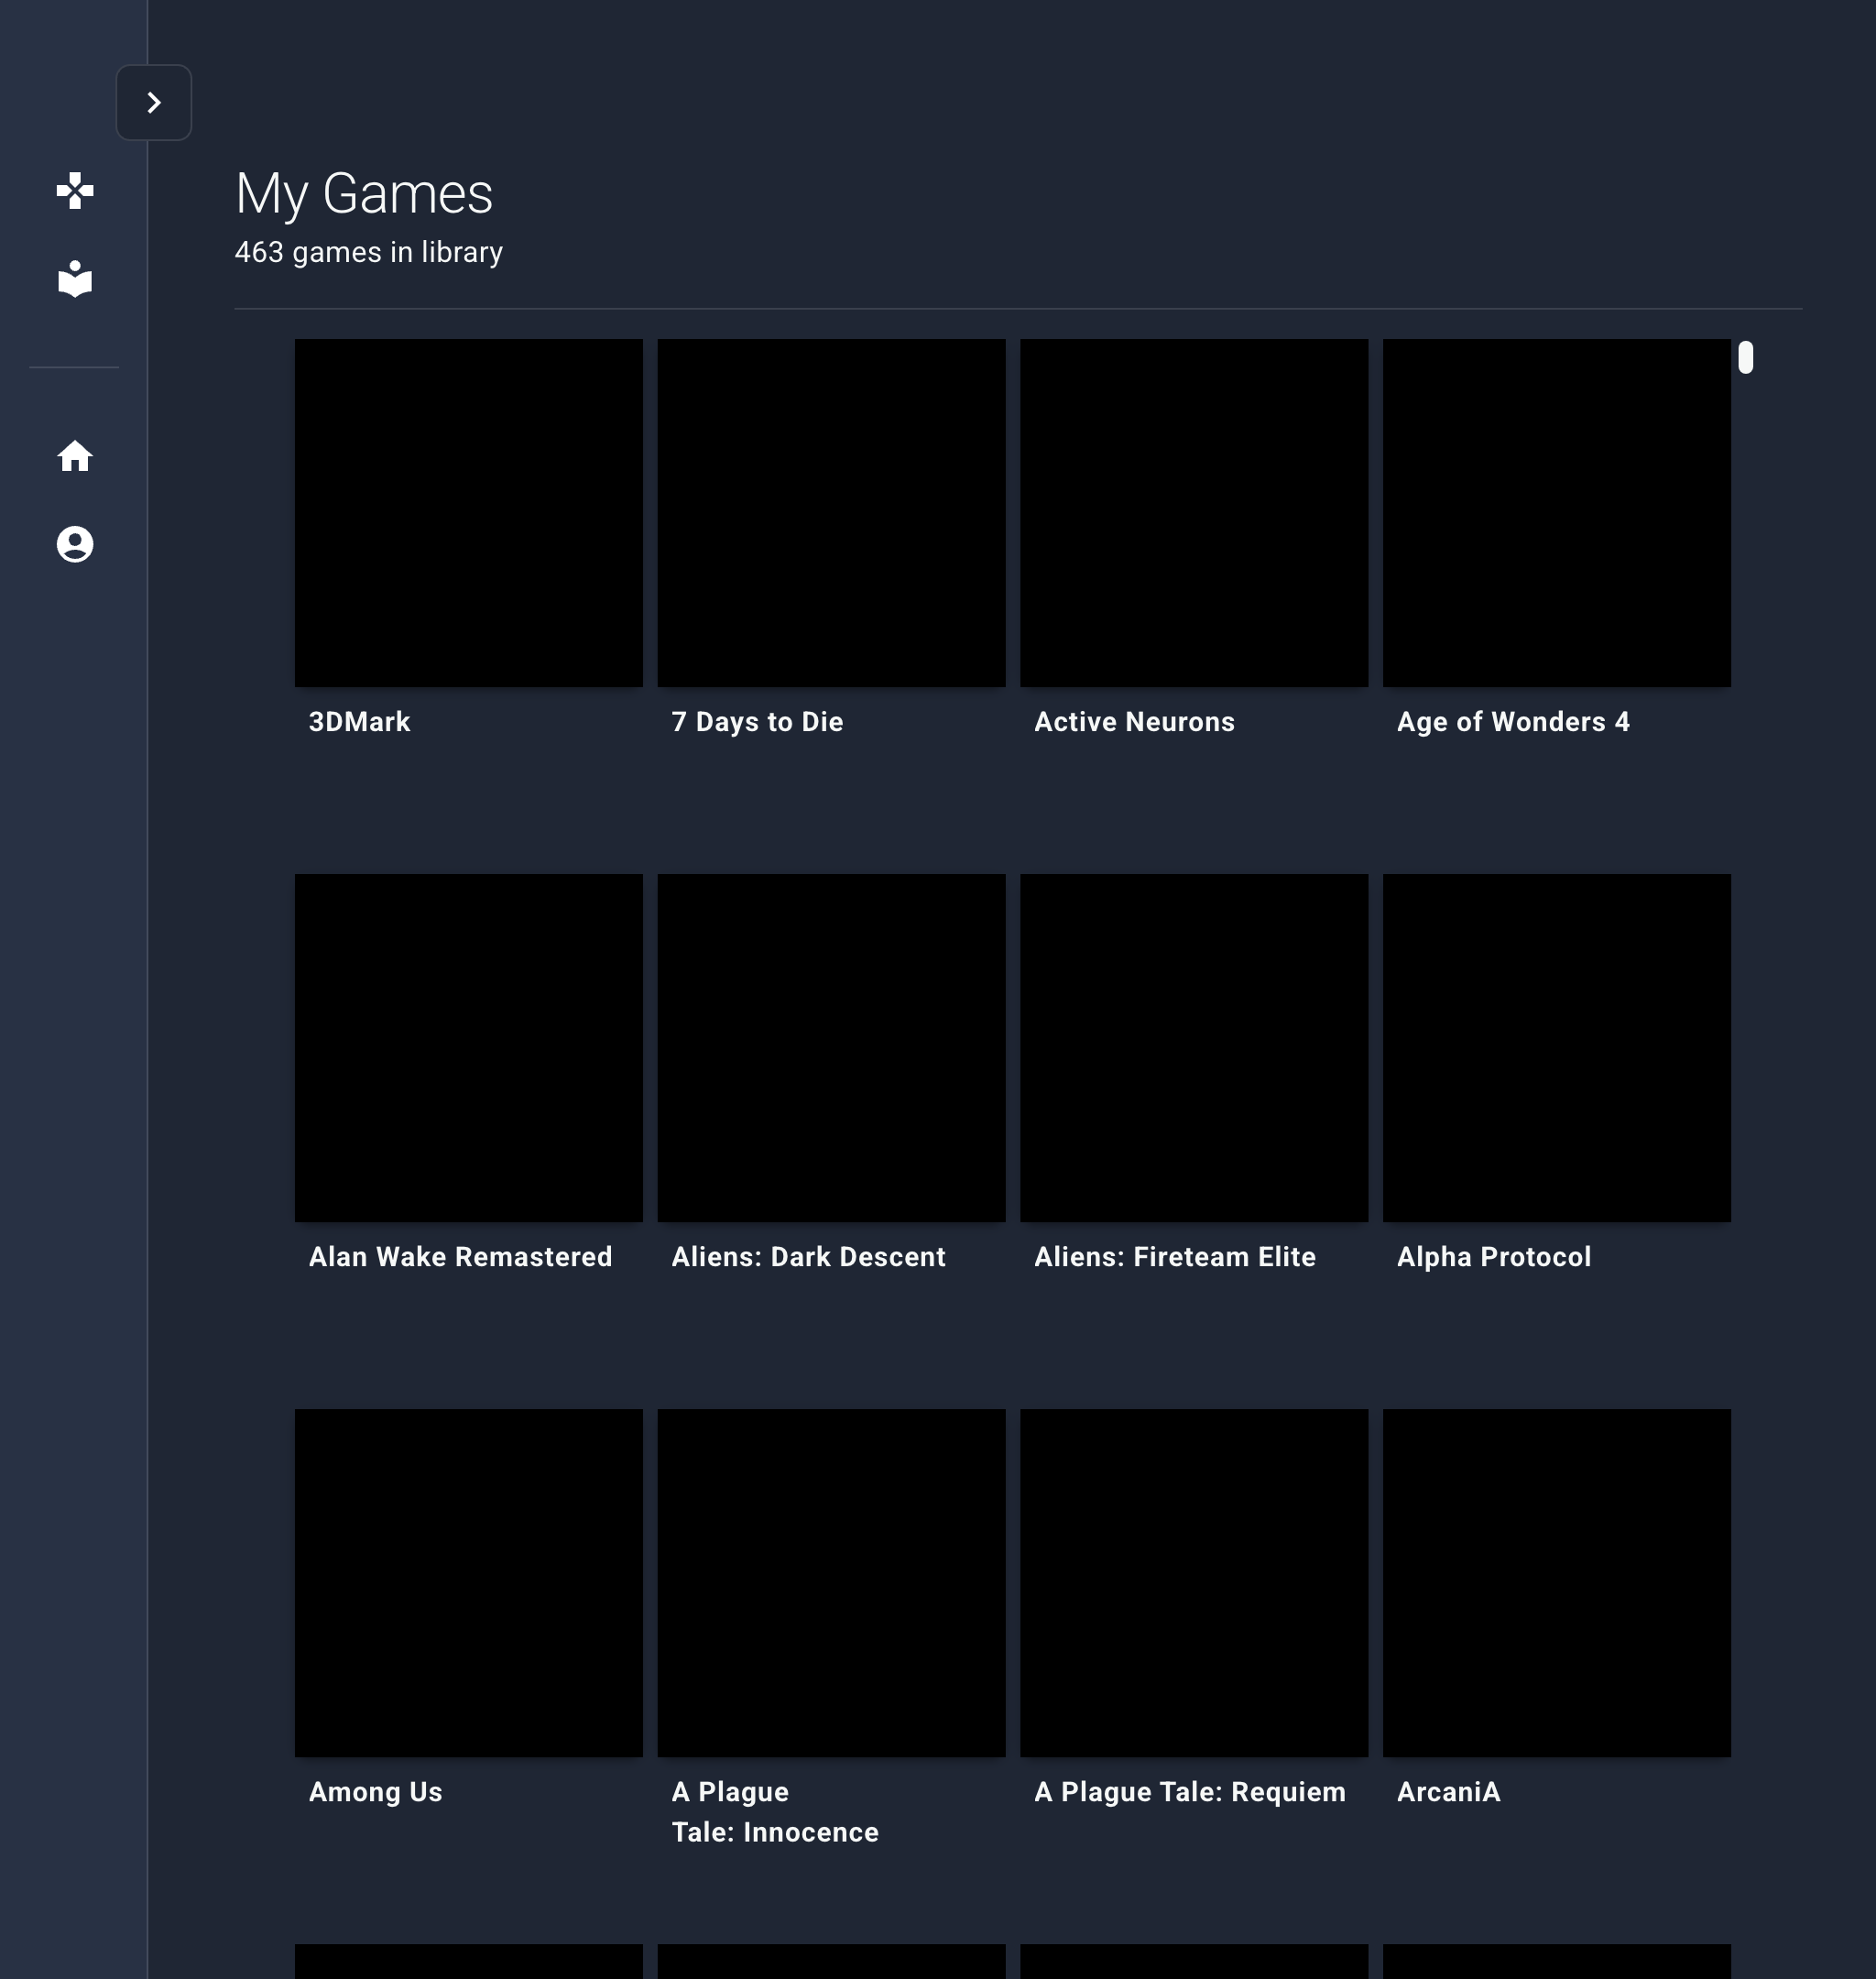 My Games
463 games in library
3DMark
7 Days to Die
Active Neurons
Age of Wonders 4
Alan Wake Remastered
Aliens: Dark Descent
Aliens: Fireteam Elite
Alpha Protocol
Among Us
A Plague
Tale: Innocence
A Plague Tale: Requiem
ArcaniA